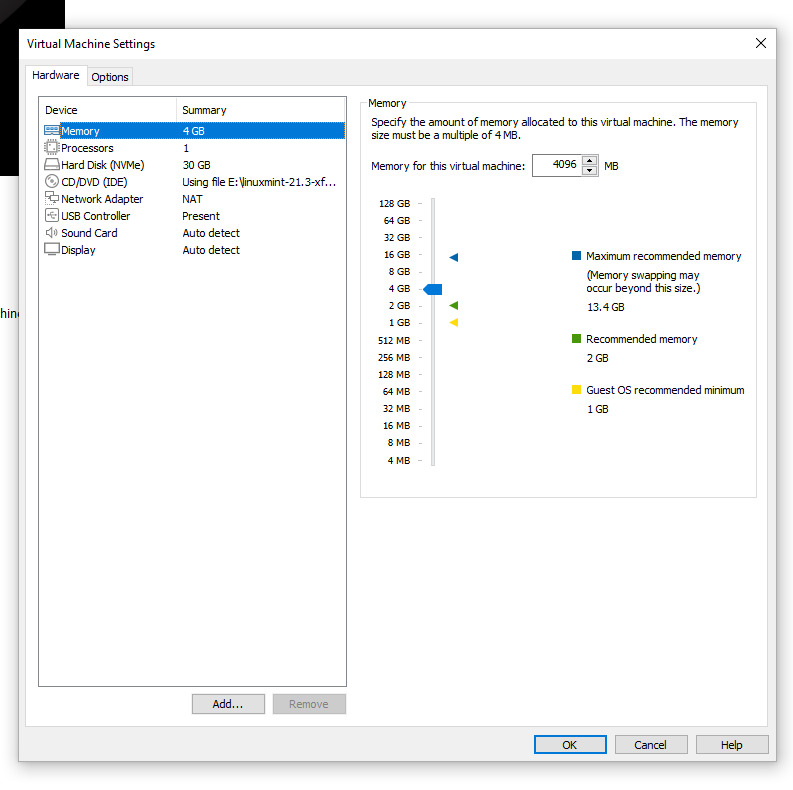 Virtual Machine Settings
Hardware
Options
Device Summary
Memory 4 GB
Processors 1
Hard Disk (NVMe) 30 GB
CD/DVD (IDE) Using file E:\linuxmint-21.3-xf...
Network Adapter NAT
USB Controller Present
Sound Card Auto detect
Display Auto detect
Add...
Remove
Memory
Specify the amount of memory allocated to this virtual machine. The memory
size must be a multiple of 4 MB.
Memory for this virtual machine: 4096 MB
128 GB
64 GB
32 GB
16 GB
8 GB
4 GB
2 GB
1 GB
512 MB
256 MB
128 MB
64 MB
32 MB
16 MB
8 MB
4 MB
Maximum recommended memory
(Memory swapping may
occur beyond this size.)
13.4 GB
Recommended memory
2 GB
Guest OS recommended minimum
1 GB
OK
Cancel
Help